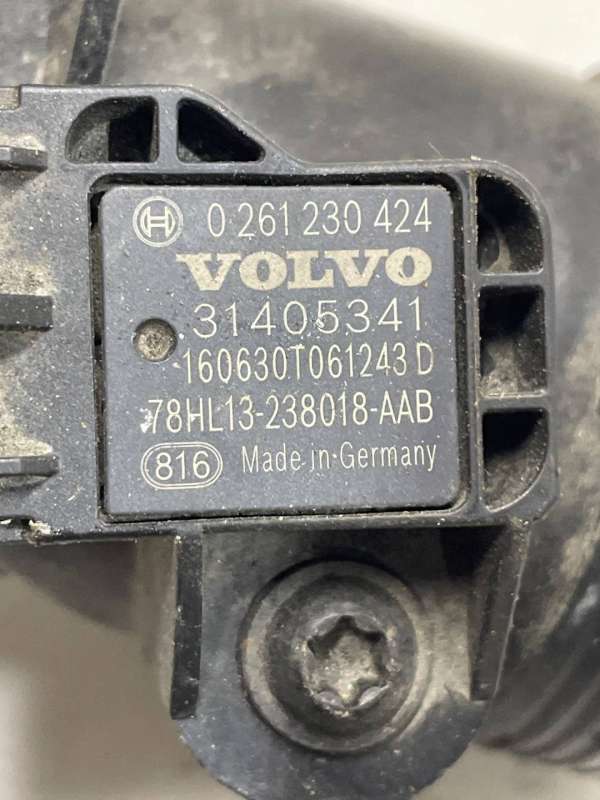 0 261 230 424
VOLVO
31405341
160630T061243 D
78HL13-238018-AAB
816 Made in Germany